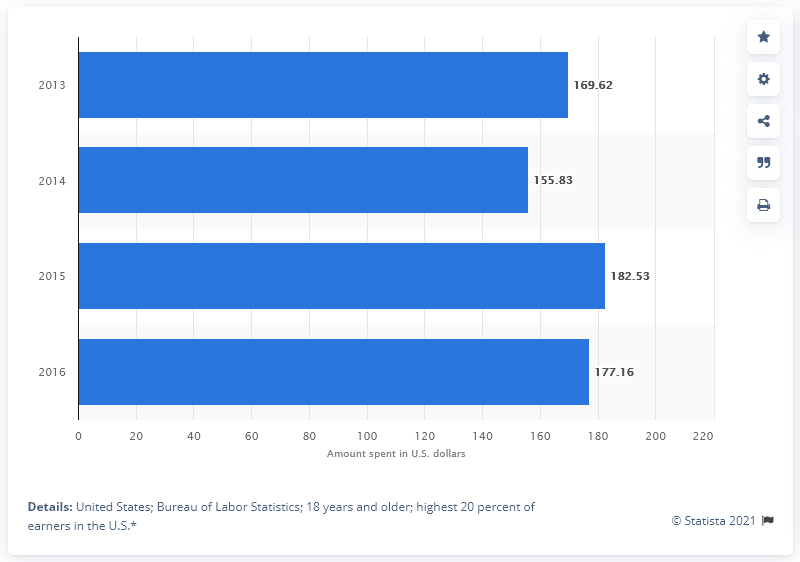 2013
169.62
2014
155.83
2015
182.53
2016
177.16
0 20 40 60 80 100 120 140 160 180 200 220
Amount spent in U.S. dollars
Details: United States; Bureau of Labor Statistics; 18 years and older; highest 20 percent of
earners in the U.S.*
© Statista 2021